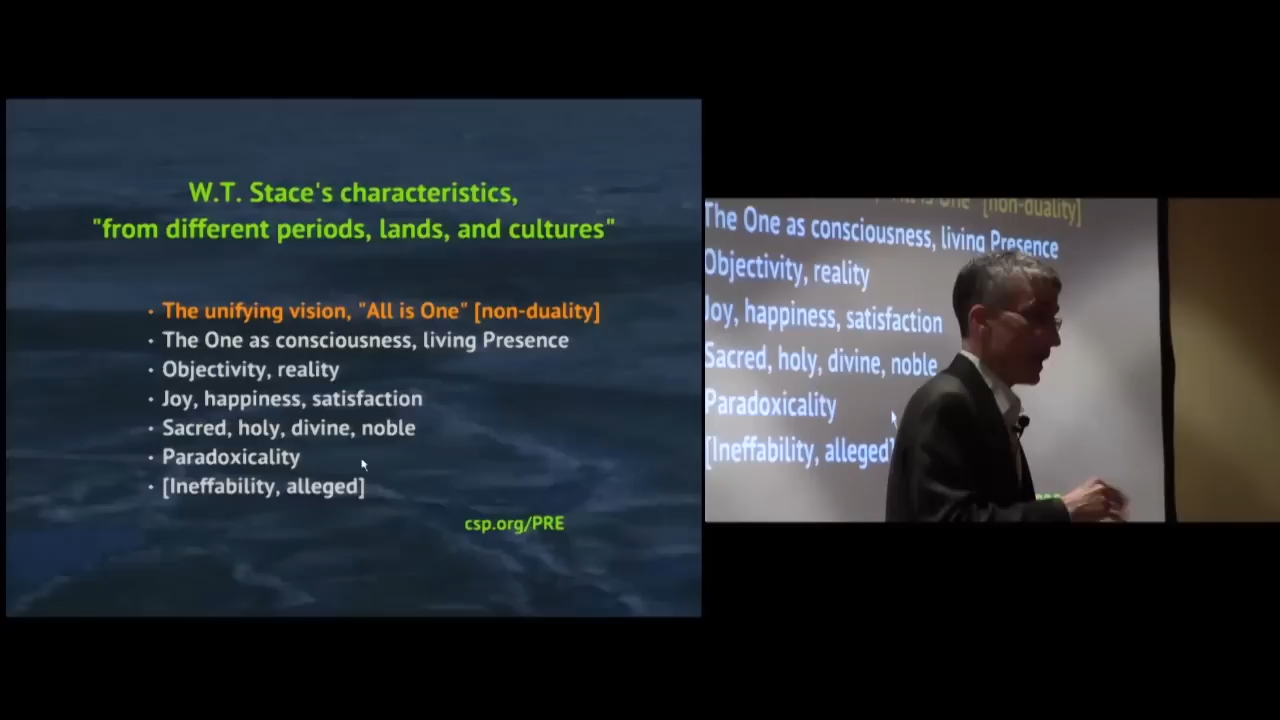 W.T. Stace's characteristics,
"from different periods, lands, and cultures"
· The unifying vision, "All is One" [non-duality]
· The One as consciousness, living Presence
· Objectivity, reality
· Joy, happiness, satisfaction
· Sacred, holy, divine, noble
· Paradoxicality
· [Ineffability, alleged]
csp.org/PRE
"All is One" [non-duality]
The One as consciousness, living Presence
Objectivity, reality
Joy, happiness, satisfaction
Sacred, holy, divine, noble
Paradoxicality
[Ineffability, alleged]